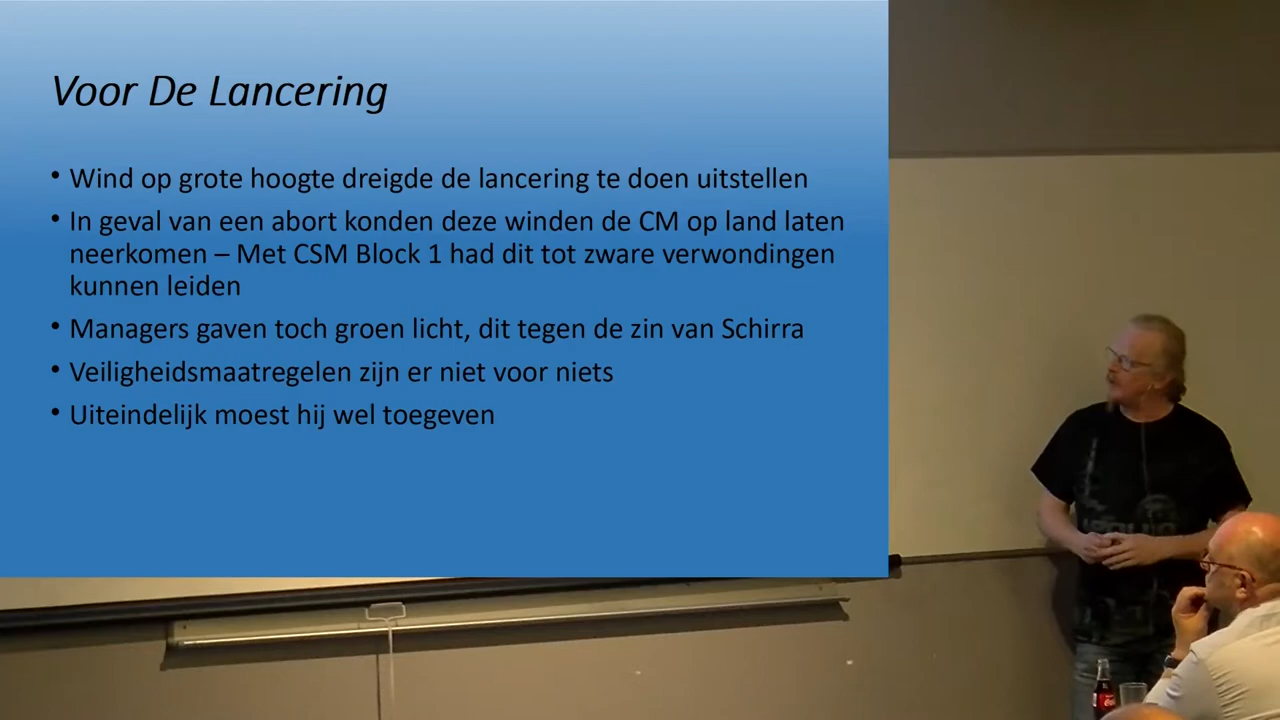 Voor De Lancering
• Wind op grote hoogte dreigde de lancering te doen uitstellen
• In geval van een abort konden deze winden de CM op land laten
neerkomen – Met CSM Block 1 had dit tot zware verwondingen
kunnen leiden
• Managers gaven toch groen licht, dit tegen de zin van Schirra
• Veiligheidsmaatregelen zijn er niet voor niets
• Uiteindelijk moest hij wel toegeven